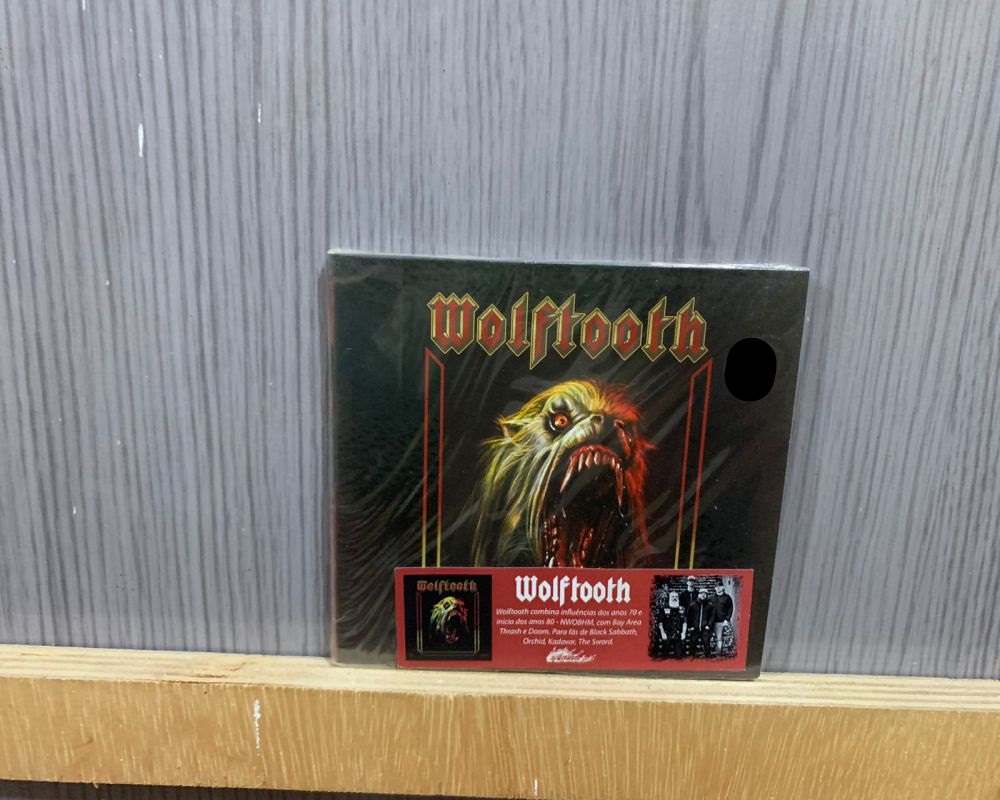 Wolftooth
Wolftooth
Wolftooth
Wolftooth combina influências dos anos 70 e
início dos anos 80 - NWOBHM, com Bay Area
Thrash e Doom. Para fãs de Black Sabbath,
Orchid, Kadavar, The Sword.